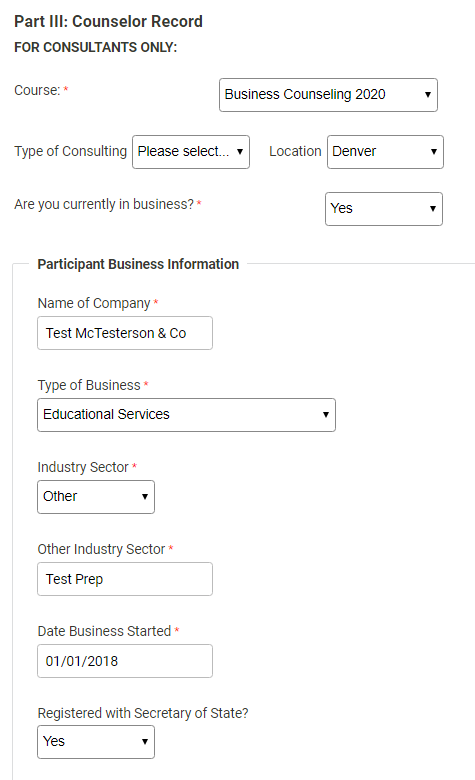 Part III: Counselor Record
FOR CONSULTANTS ONLY:
Course: * Business Counseling 2020
Type of Consulting Please select... Location Denver
Are you currently in business? * Yes
Participant Business Information
Name of Company *
Test McTesterson & Co
Type of Business *
Educational Services
Industry Sector *
Other
Other Industry Sector *
Test Prep
Date Business Started *
01/01/2018
Registered with Secretary of State?
Yes